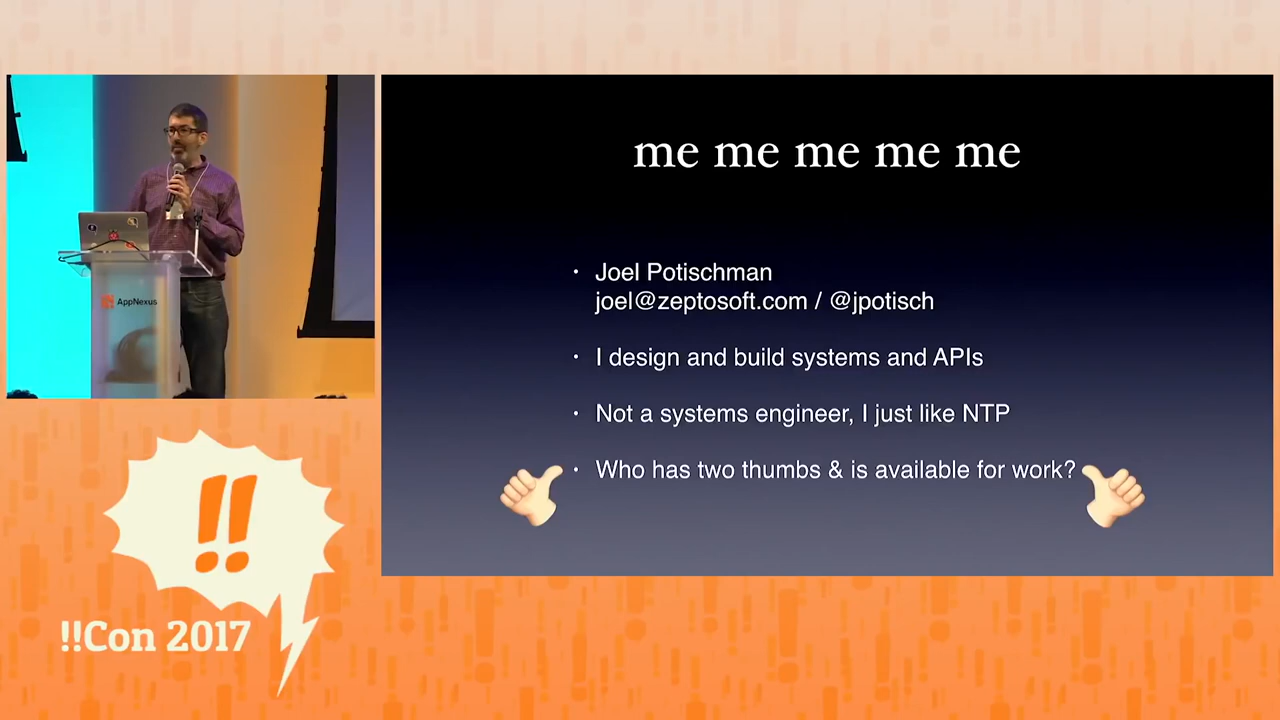 me me me me me
• Joel Potischman
joel@zeptosoft.com / @jpotisch
• I design and build systems and APIs
• Not a systems engineer, I just like NTP
• Who has two thumbs & is available for work?
AppNexus
!!
!!Con 2017